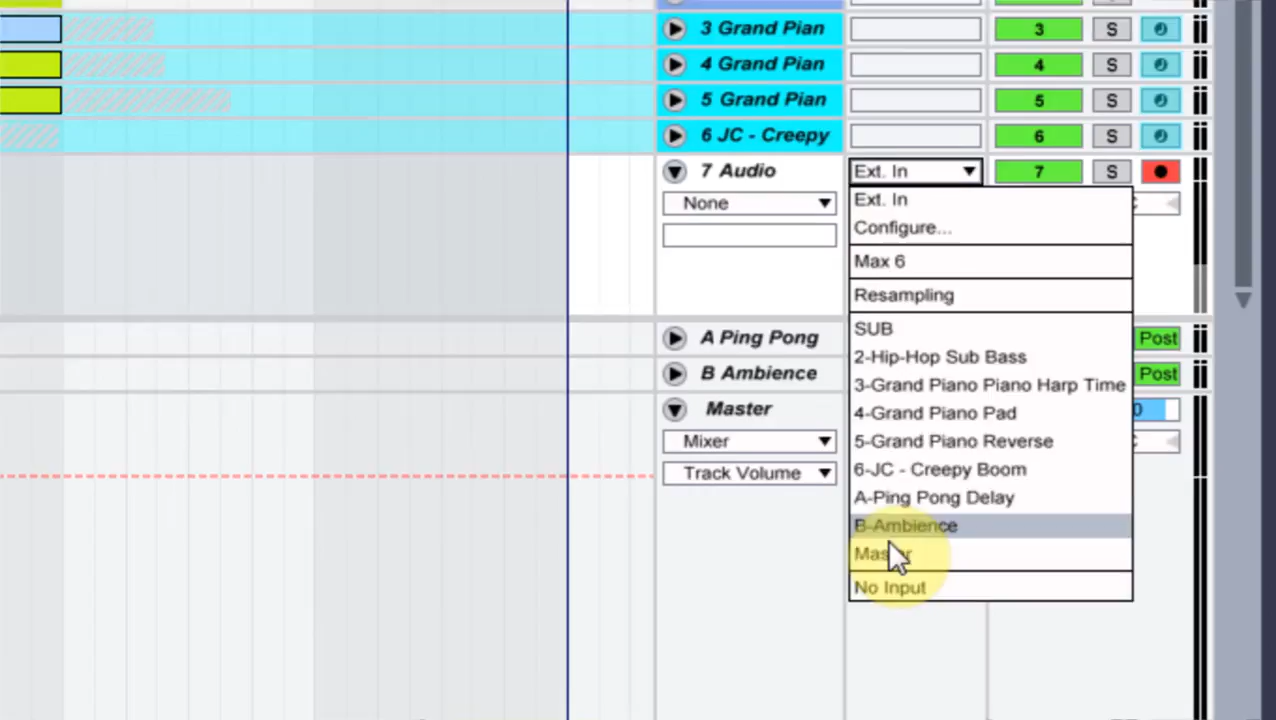 3 Grand Pian 3 S
4 Grand Pian 4 S
5 Grand Pian 5 S
6 JC - Creepy 6 S
7 Audio Ext. In 7 S
None Ext. In C
Configure...
Max 6
Resampling
SUB
A Ping Pong Post
2-Hip-Hop Sub Bass
B Ambience Post
3-Grand Piano Piano Harp Time
Master 4-Grand Piano Pad 0
Mixer 5-Grand Piano Reverse C
Track Volume 6-JC - Creepy Boom
A-Ping Pong Delay
B-Ambience
Master
No Input